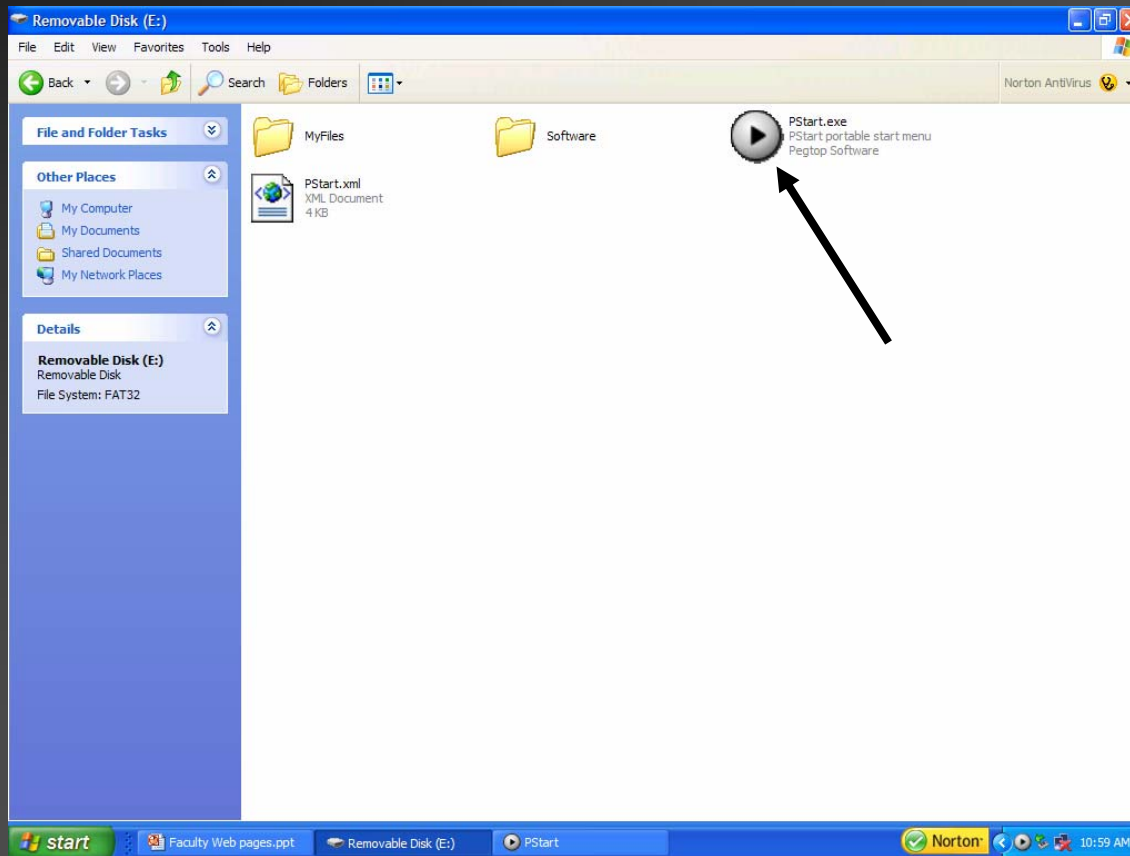 Removable Disk (E:)
File Edit View Favorites Tools Help
Back Search Folders Norton AntiVirus
File and Folder Tasks
Other Places
My Computer
My Documents
Shared Documents
My Network Places
Details
Removable Disk (E:)
Removable Disk
File System: FAT32
MyFiles
Software
PStart.exe
PStart portable start menu
Pegtop Software
PStart.xml
XML Document
4 KB
start Faculty Web pages.ppt Removable Disk (E:) PStart Norton 10:59 AM